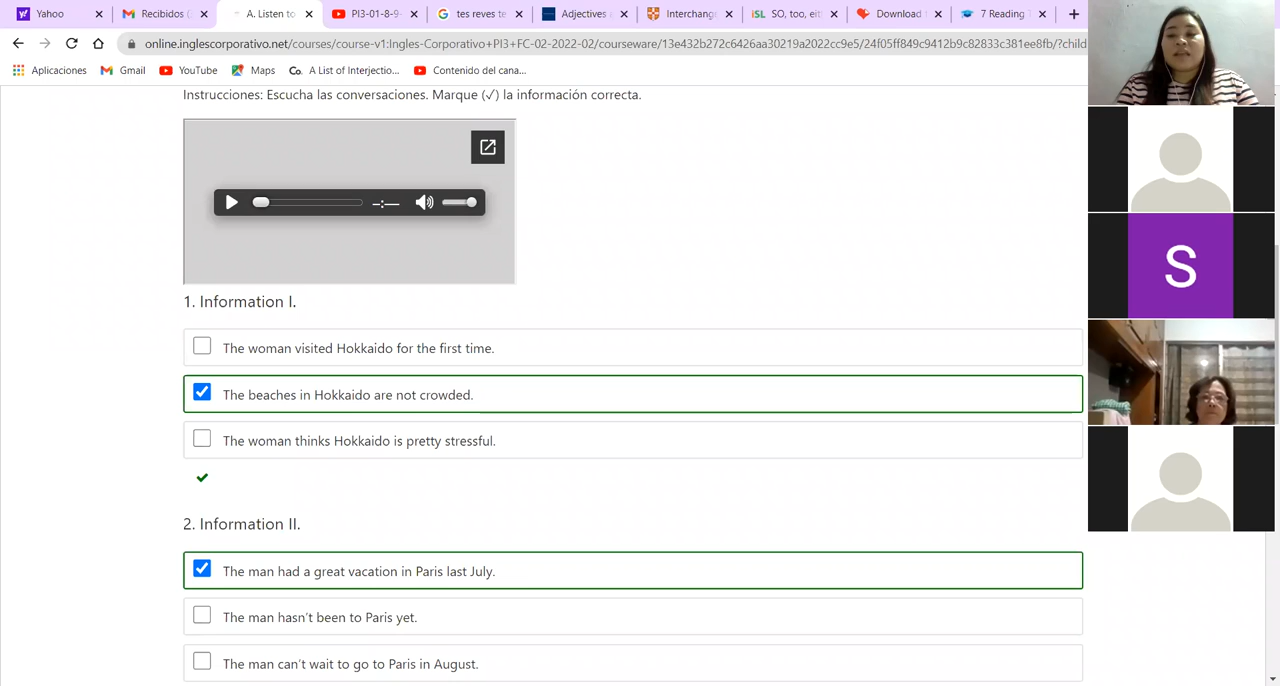 Yahoo
Recibidos (
A. Listen to
PI3-01-8-9-
tes reves te
Adjectives
Interchang
SO, too, eit
Download
7 Reading T
online.inglescorporativo.net/courses/course-v1:Ingles-Corporativo+PI3+FC-02-2022-02/courseware/13e432b272c6426aa30219a2022cc9e5/24f05ff849c9412b9c82833c381ee8fb/?child
Aplicaciones
Gmail
YouTube
Maps
Co. A List of Interjectio...
Contenido del cana...
Instrucciones: Escucha las conversaciones. Marque (✓) la información correcta.
-:--
1. Information I.
The woman visited Hokkaido for the first time.
The beaches in Hokkaido are not crowded.
The woman thinks Hokkaido is pretty stressful.
2. Information II.
The man had a great vacation in Paris last July.
The man hasn't been to Paris yet.
The man can't wait to go to Paris in August.
S